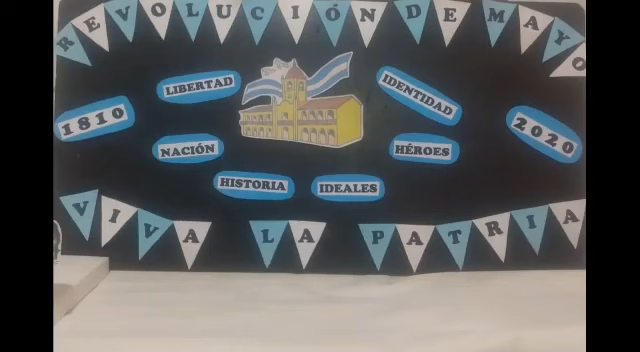 REVOLUCIÓN DE MAYO
LIBERTAD
IDENTIDAD
1810
2020
NACIÓN
HÉROES
HISTORIA
IDEALES
VIVA LA PATRIA